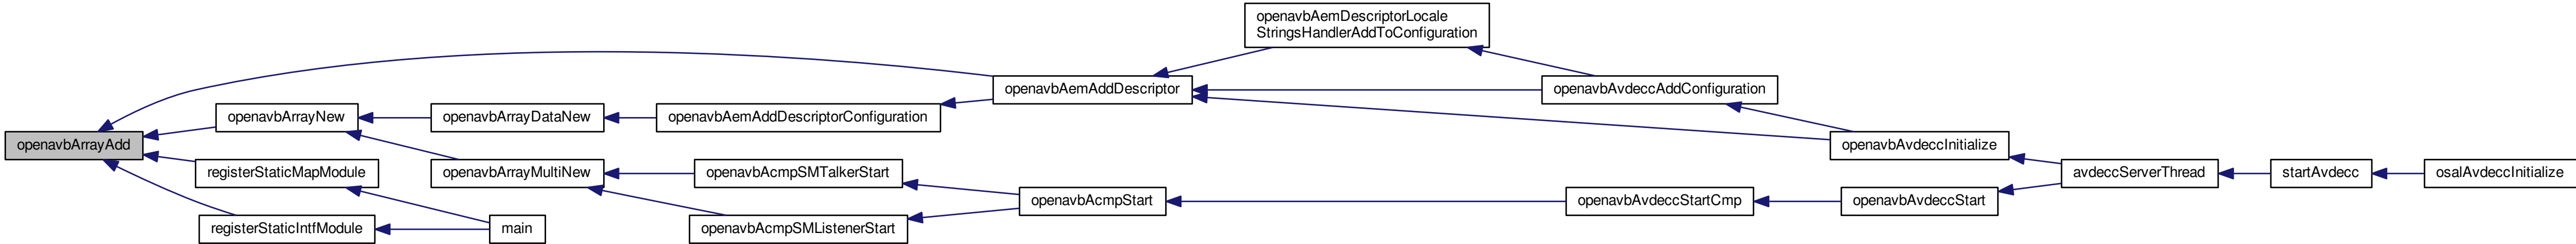 openavbArrayAdd
openavbArrayNew
registerStaticMapModule
registerStaticIntfModule
openavbArrayDataNew
openavbArrayMultiNew
main
openavbAemAddDescriptorConfiguration
openavbAcmpSMTalkerStart
openavbAcmpSMListenerStart
openavbAemAddDescriptor
openavbAcmpStart
openavbAemDescriptorLocale
StringsHandlerAddToConfiguration
openavbAvdeccAddConfiguration
openavbAvdeccStartCmp
openavbAvdeccInitialize
openavbAvdeccStart
avdeccServerThread
startAvdecc
osalAvdeccInitialize